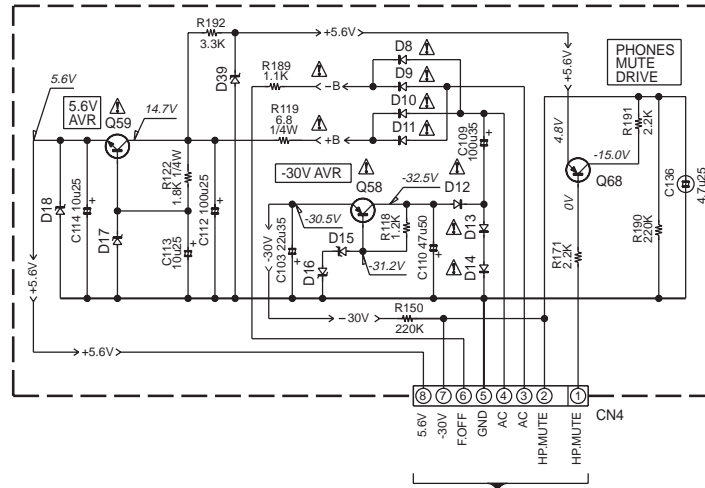 R192
3.3K
+5.6V
D8
D9
D10
D11
R189
1.1K
-B
R119
6.8
1/4W
+B
D39
5.6V
5.6V
AVR
Q59
14.7V
PHONES
MUTE
DRIVE
+5.6V
4.8V
R191
2.2K
-15.0V
Q68
0V
C136
4.7u25
R190
220K
R171
2.2K
C109
100u35
-30V AVR
Q58
-32.5V
D12
D13
D14
-30.5V
R118
1.2K
C110 47u50
-31.2V
D15
D16
-30V
C103 22u35
R122
1.8K 1/4W
C112 100u25
C113
10u25
D17
C114 10u25
D18
+5.6V
-30V
R150
220K
+5.6V
8 7 6 5 4 3 2 1
CN4
5.6V
-30V
F.OFF
GND
AC
AC
HP.MUTE
HP.MUTE